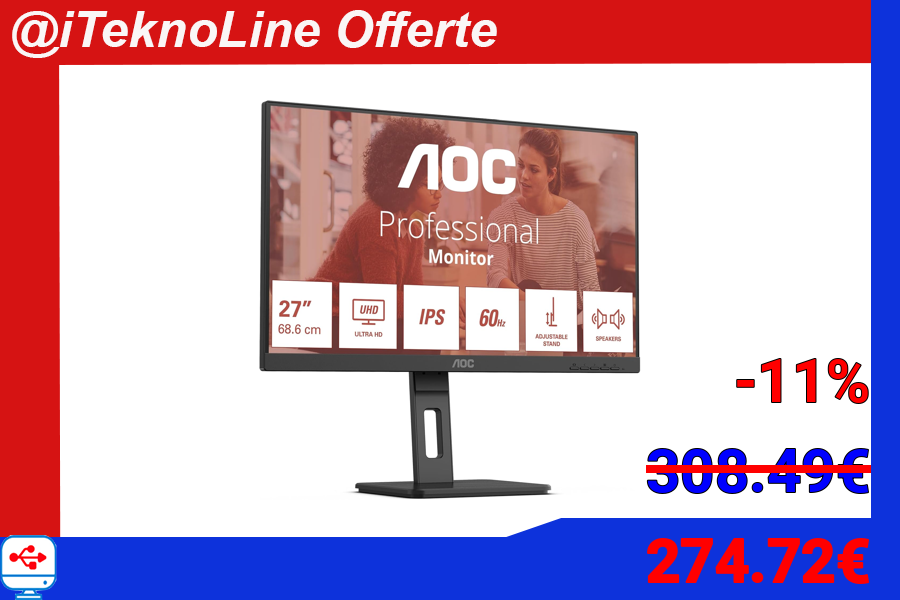 @iTeknoLine Offerte
AOC
Professional
Monitor
27”
68.6 cm
UHD
ULTRA HD
IPS
60Hz
ADJUSTABLE
STAND
SPEAKERS
AOC
-11%
308.49€
274.72€